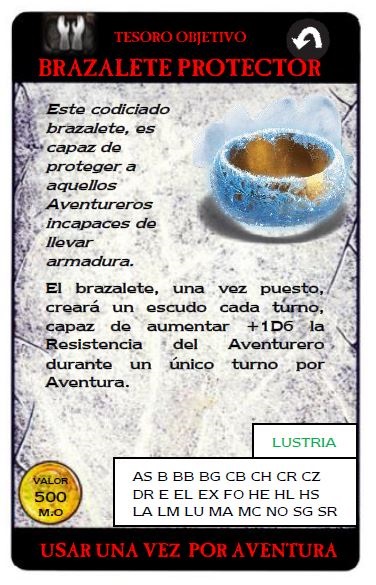 TESORO OBJETIVO
BRAZALETE PROTECTOR
Este codiciado
brazalete, es
capaz de
proteger a
aquellos
Aventureros
incapaces de
llevar
armadura.
El brazalete, una vez puesto,
creará un escudo cada turno,
capaz de aumentar +1D6 la
Resistencia del Aventurero
durante un único turno por
Aventura.
LUSTRIA
VALOR
500
M.O
AS B BB BG CB CH CR CZ
DR E EL EX FO HE HL HS
LA LM LU MA MC NO SG SR
USAR UNA VEZ POR AVENTURA